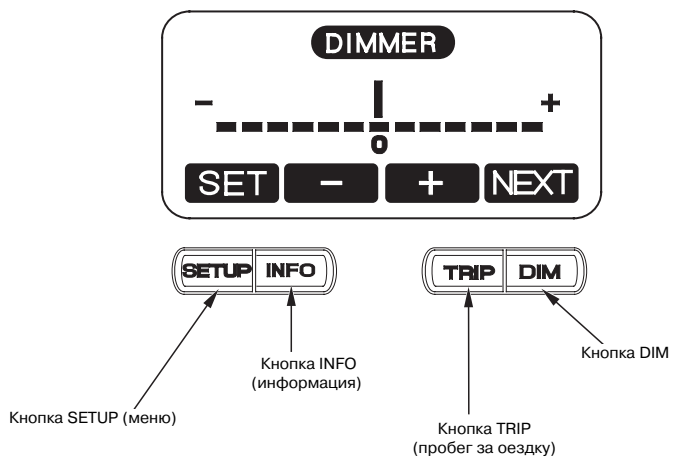 DIMMER
- +
0
SET - + NEXT
SETUP INFO TRIP DIM
Кнопка INFO
(информация)
Кнопка DIM
Кнопка SETUP (меню)
Кнопка TRIP
(пробег за оездку)